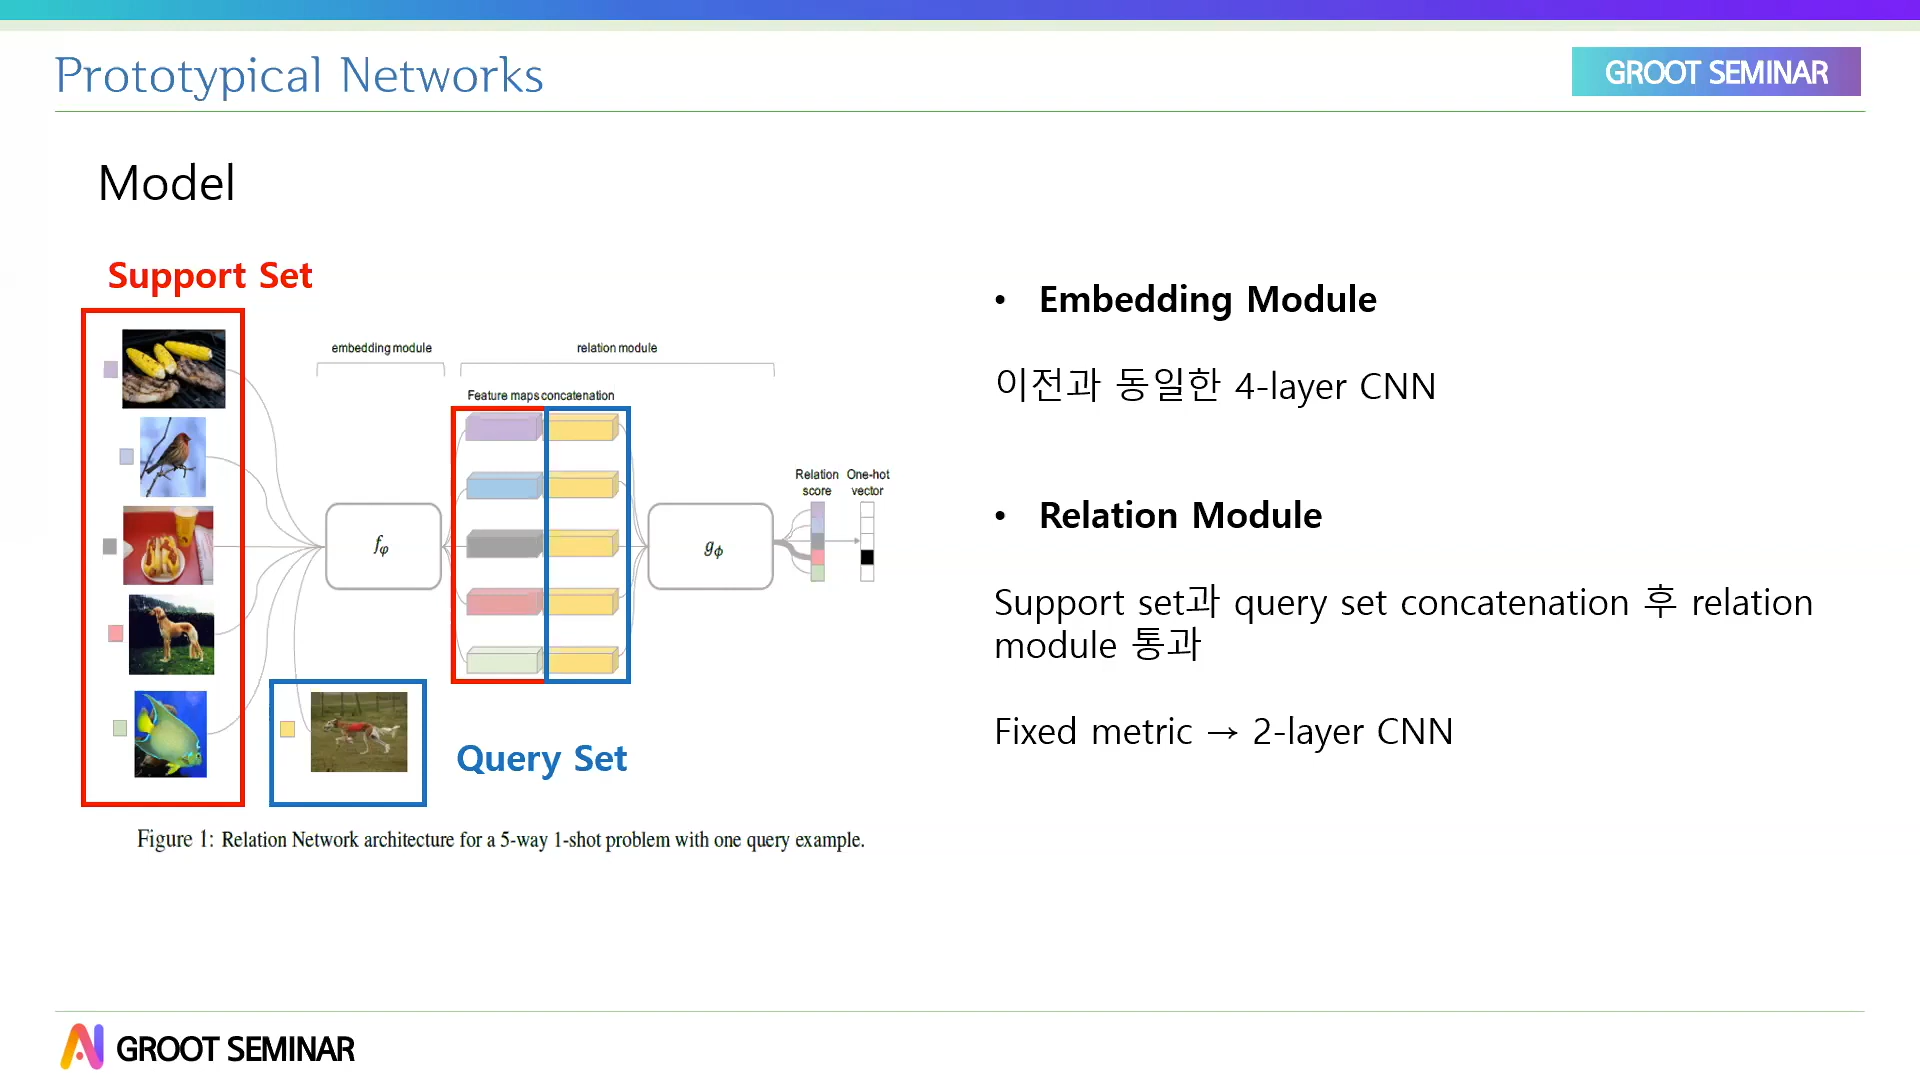 Prototypical Networks
GROOT SEMINAR
Model
Support Set
embedding module
relation module
Feature maps concatenation
fφ
gϕ
Relation score
One-hot vector
Query Set
Figure 1: Relation Network architecture for a 5-way 1-shot problem with one query example.
• Embedding Module
이전과 동일한 4-layer CNN
• Relation Module
Support set과 query set concatenation 후 relation
module 통과
Fixed metric → 2-layer CNN
GROOT SEMINAR